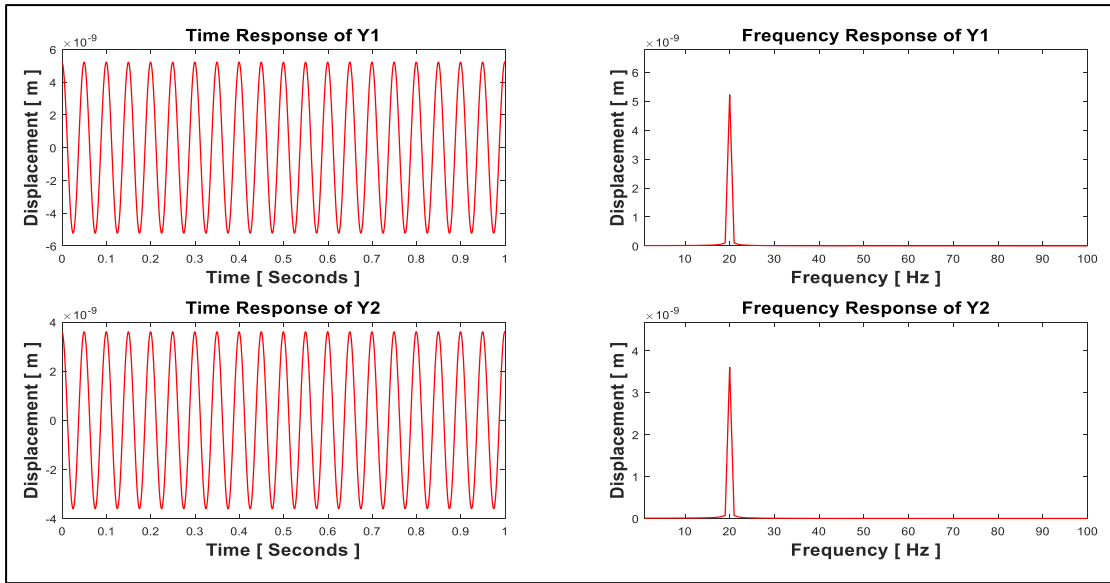 Time Response of Y1
×10-9
6
4
2
0
-2
-4
-6
Displacement [ m ]
0 0.1 0.2 0.3 0.4 0.5 0.6 0.7 0.8 0.9 1
Time [ Seconds ]
Frequency Response of Y1
×10-9
6
5
4
3
2
1
0
Displacement [ m ]
10 20 30 40 50 60 70 80 90 100
Frequency [ Hz ]
Time Response of Y2
×10-9
4
2
0
-2
-4
Displacement [ m ]
0 0.1 0.2 0.3 0.4 0.5 0.6 0.7 0.8 0.9 1
Time [ Seconds ]
Frequency Response of Y2
×10-9
4
3
2
1
0
Displacement [ m ]
10 20 30 40 50 60 70 80 90 100
Frequency [ Hz ]